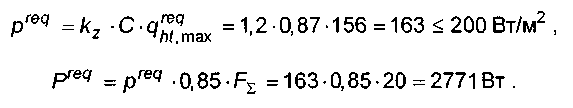 p^req = k_z · C · q^req_ht,max = 1,2 · 0,87 · 156 = 163 ≤ 200 Вт/м² ,
P^req = p^req · 0,85 · F_Σ = 163 · 0,85 · 20 = 2771 Вт .